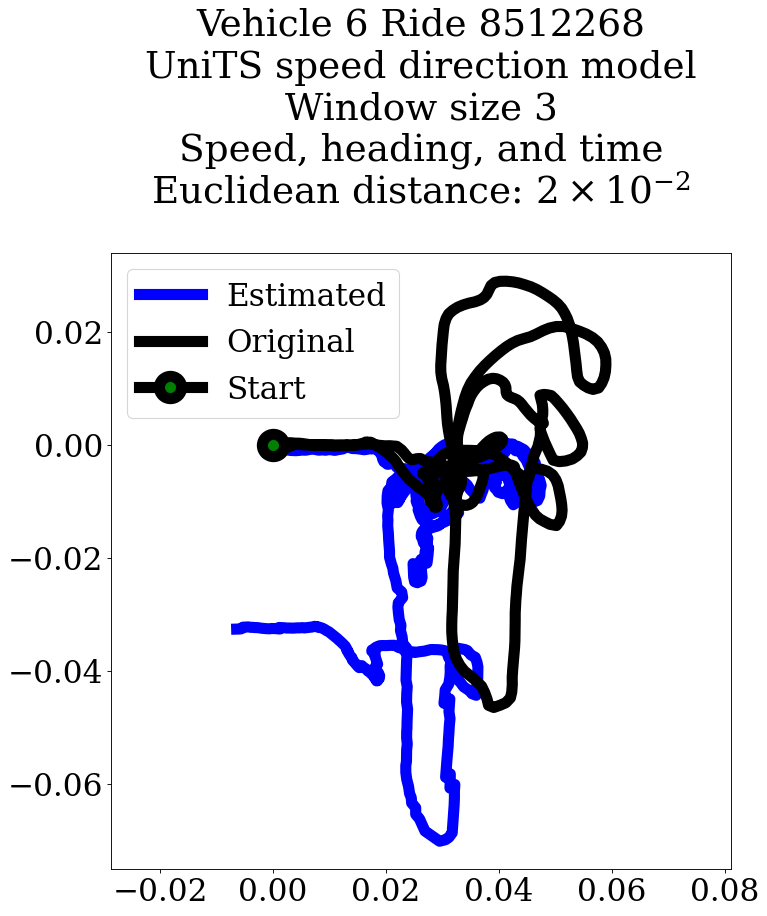 Vehicle 6 Ride 8512268
UniTS speed direction model
Window size 3
Speed, heading, and time
Euclidean distance: 2 × 10⁻²
Estimated
Original
Start
0.02
0.00
−0.02
−0.04
−0.06
−0.02 0.00 0.02 0.04 0.06 0.08